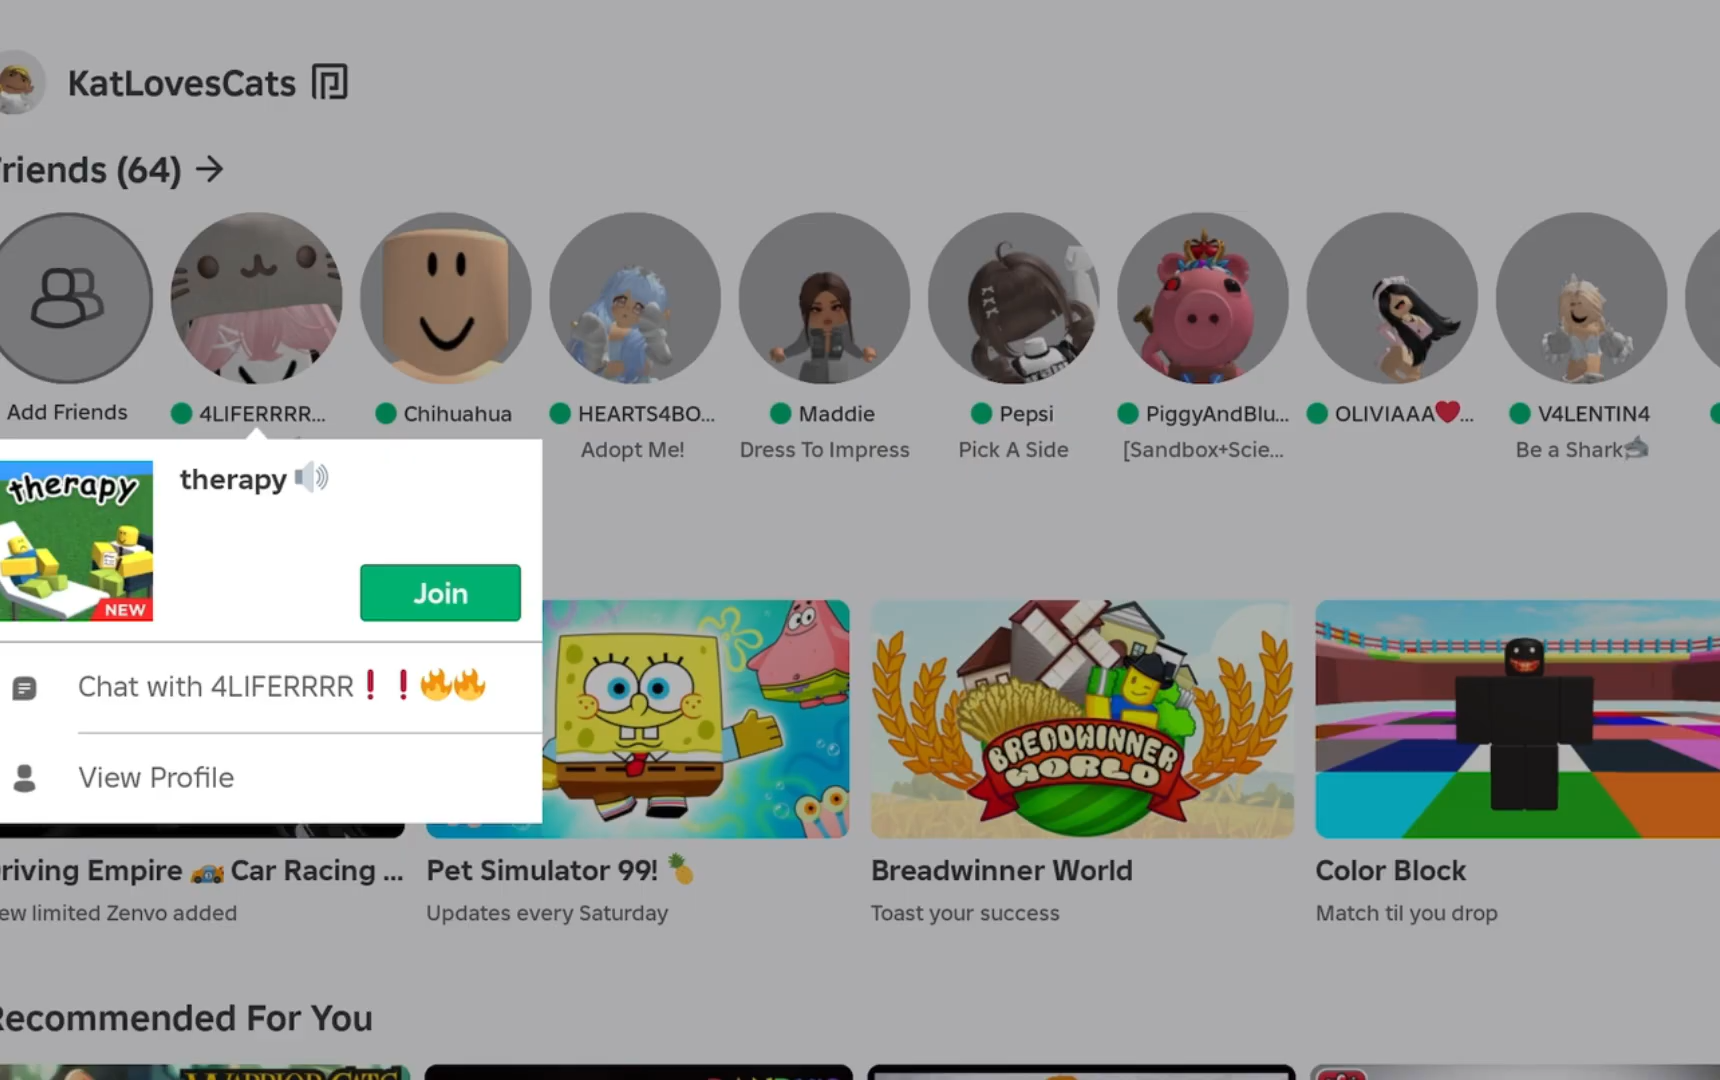 KatLovesCats
riends (64) →
Add Friends
4LIFERRRR...
Chihuahua
HEARTS4BO...
Maddie
Pepsi
PiggyAndBlu...
OLIVIAAA❤️...
V4LENTIN4
Adopt Me!
Dress To Impress
Pick A Side
[Sandbox+Scie...
Be a Shark🦈
therapy
NEW
therapy 🔊
Join
Chat with 4LIFERRRR❗❗🔥🔥
View Profile
BREADWINNER
WORLD
riving Empire 🏎️ Car Racing ...
Pet Simulator 99! 🍍
Breadwinner World
Color Block
ew limited Zenvo added
Updates every Saturday
Toast your success
Match til you drop
Recommended For You